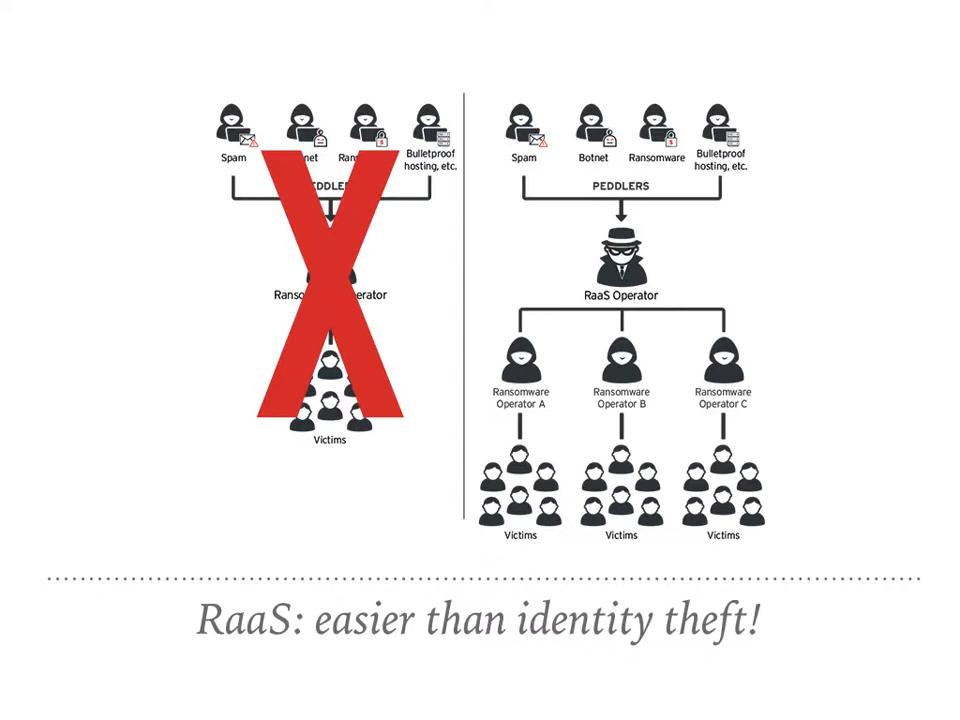 Spam
Bulletproof
hosting, etc.
Victims
Spam
Botnet
Ransomware
Bulletproof
hosting, etc.
PEDDLERS
RaaS Operator
Ransomware
Operator A
Ransomware
Operator B
Ransomware
Operator C
Victims
Victims
Victims
RaaS: easier than identity theft!